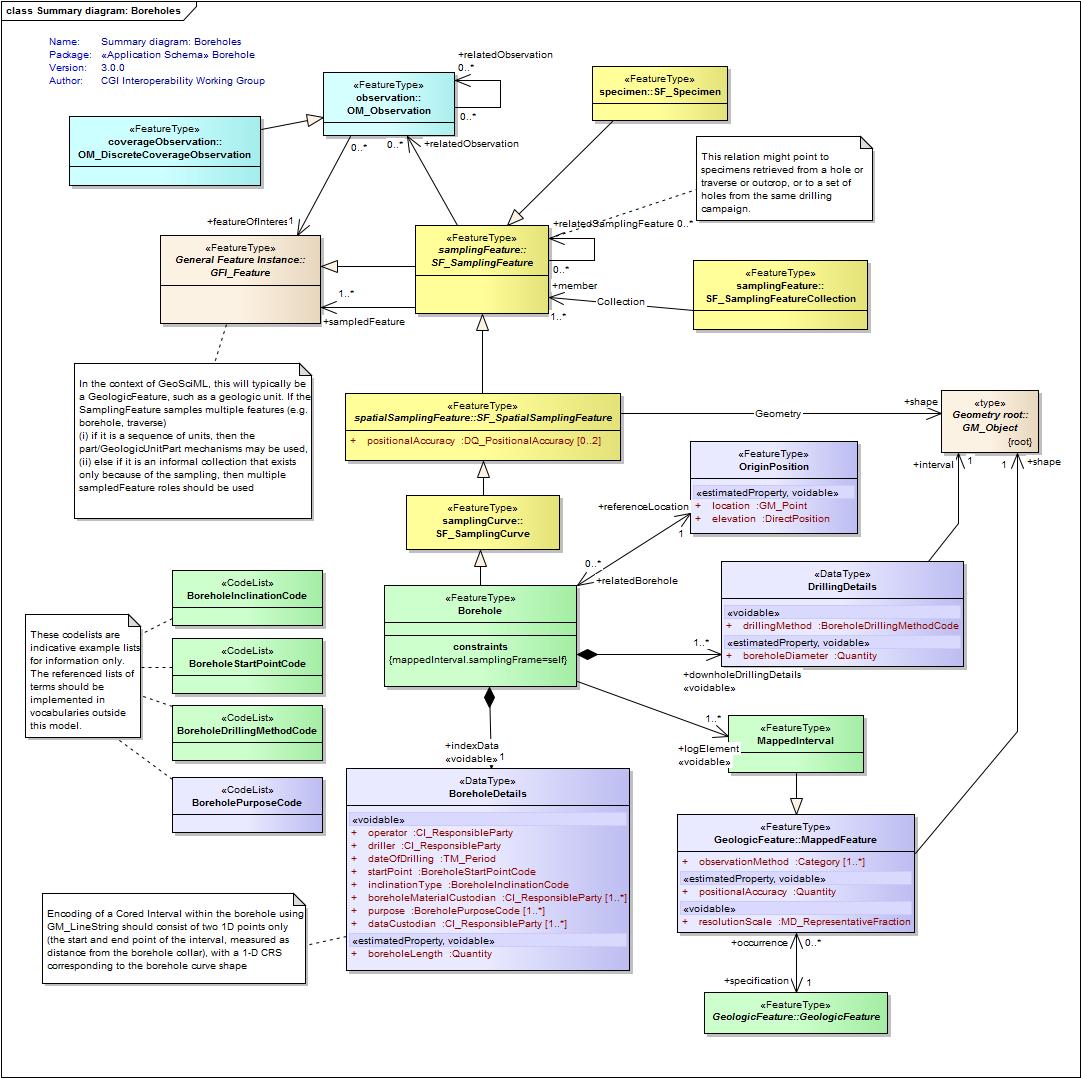 class Summary diagram: Boreholes
Name: Summary diagram: Boreholes
Package: «Application Schema» Borehole
Version: 3.0.0
Author: CGI Interoperability Working Group
+relatedObservation
0..*
«FeatureType»
observation::
OM_Observation
0..*
«FeatureType»
specimen::SF_Specimen
«FeatureType»
coverageObservation::
OM_DiscreteCoverageObservation
0..*
0..*
+relatedObservation
This relation might point to
specimens retrieved from a hole or
traverse or outcrop, or to a set of
holes from the same drilling
campaign.
+featureOfInterest
1
+relatedSamplingFeature 0..*
«FeatureType»
General Feature Instance::
GFI_Feature
«FeatureType»
samplingFeature::
SF_SamplingFeature
0..*
+member
Collection
1..*
«FeatureType»
samplingFeature::
SF_SamplingFeatureCollection
1..*
+sampledFeature
In the context of GeoSciML, this will typically be
a GeologicFeature, such as a geologic unit. If the
SamplingFeature samples multiple features (e.g.
borehole, traverse)
(i) if it is a sequence of units, then the
part/GeologicUnitPart mechanisms may be used,
(ii) else if it is an informal collection that exists
only because of the sampling, then multiple
sampledFeature roles should be used
«FeatureType»
spatialSamplingFeature::SF_SpatialSamplingFeature
+ positionalAccuracy :DQ_PositionalAccuracy [0..2]
Geometry
+shape
«type»
Geometry root::
GM_Object
{root}
+interval
1
1
+shape
«FeatureType»
OriginPosition
«estimatedProperty, voidable»
+ location :GM_Point
+ elevation :DirectPosition
«FeatureType»
samplingCurve::
SF_SamplingCurve
+referenceLocation
1
0..*
+relatedBorehole
«FeatureType»
Borehole
constraints
{mappedInterval.samplingFrame=self}
«DataType»
DrillingDetails
«voidable»
+ drillingMethod :BoreholeDrillingMethodCode
«estimatedProperty, voidable»
+ boreholeDiameter :Quantity
1..*
+downholeDrillingDetails
«voidable»
«CodeList»
BoreholeInclinationCode
«CodeList»
BoreholeStartPointCode
«CodeList»
BoreholeDrillingMethodCode
«CodeList»
BoreholePurposeCode
These codelists are
indicative example lists
for information only.
The referenced lists of
terms should be
implemented in
vocabularies outside
this model.
1..*
+logElement
«voidable»
«FeatureType»
MappedInterval
+indexData
«voidable» 1
«DataType»
BoreholeDetails
«voidable»
+ operator :CI_ResponsibleParty
+ driller :CI_ResponsibleParty
+ dateOfDrilling :TM_Period
+ startPoint :BoreholeStartPointCode
+ inclinationType :BoreholeInclinationCode
+ boreholeMaterialCustodian :CI_ResponsibleParty [1..*]
+ purpose :BoreholePurposeCode [1..*]
+ dataCustodian :CI_ResponsibleParty [1..*]
«estimatedProperty, voidable»
+ boreholeLength :Quantity
«FeatureType»
GeologicFeature::MappedFeature
+ observationMethod :Category [1..*]
«estimatedProperty, voidable»
+ positionalAccuracy :Quantity
«voidable»
+ resolutionScale :MD_RepresentativeFraction
Encoding of a Cored Interval within the borehole using
GM_LineString should consist of two 1D points only
(the start and end point of the interval, measured as
distance from the borehole collar), with a 1-D CRS
corresponding to the borehole curve shape
+occurrence 0..*
+specification 1
«FeatureType»
GeologicFeature::GeologicFeature